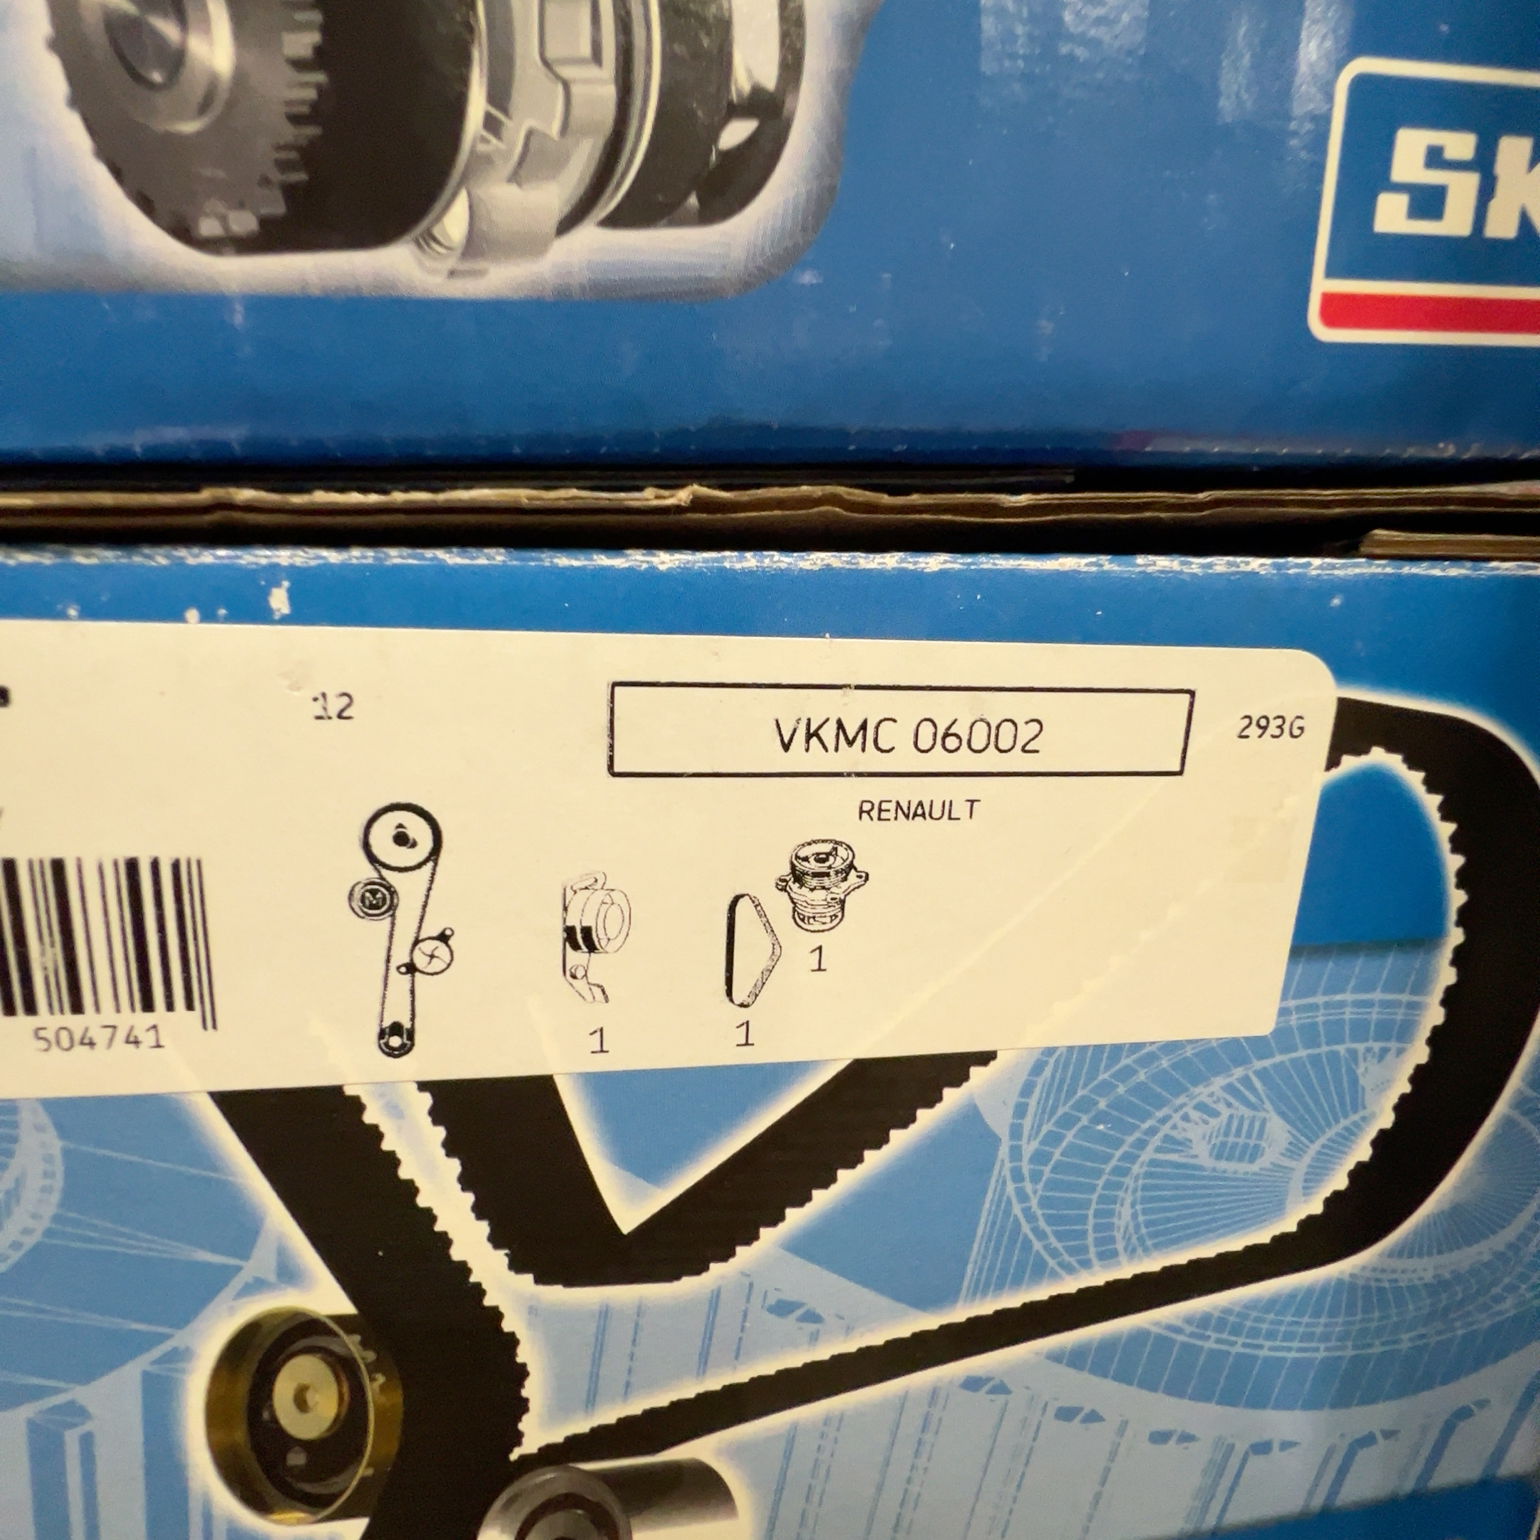 SK
12
VKMC 06002
293G
RENAULT
M
1
1
1
504741